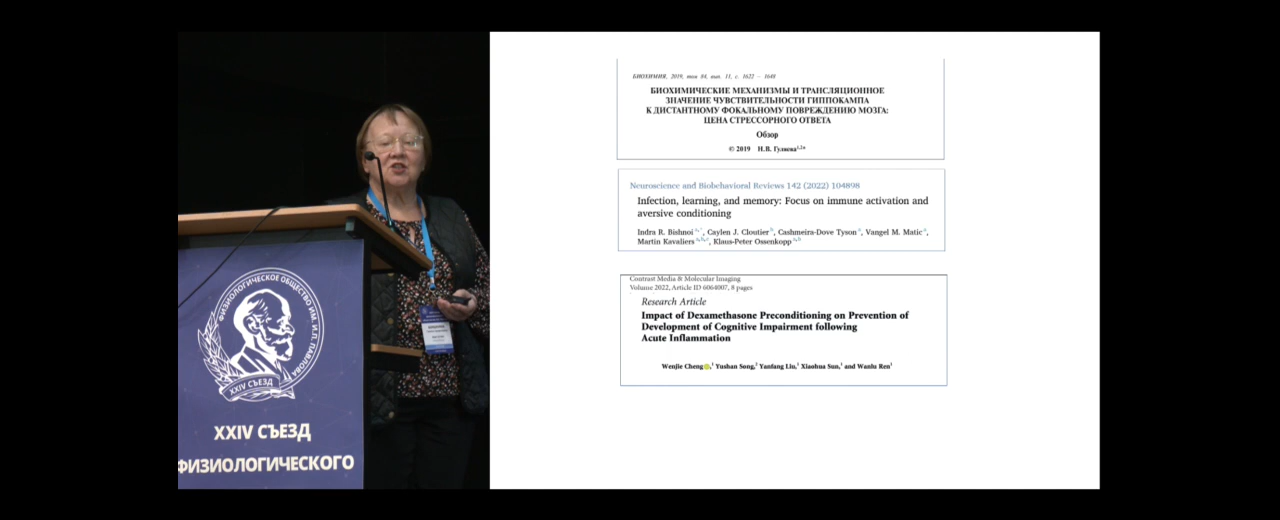 ФИЗИОЛОГИЧЕСКОЕ ОБЩЕСТВО ИМ. И.П. ПАВЛОВА
XXIV СЪЕЗД
XXIV СЪЕЗД
ФИЗИОЛОГИЧЕСКОГО
БИОХИМИЯ, 2019, том 84, вып. 11, с. 1622 – 1648
БИОХИМИЧЕСКИЕ МЕХАНИЗМЫ И ТРАНСЛЯЦИОННОЕ
ЗНАЧЕНИЕ ЧУВСТВИТЕЛЬНОСТИ ГИППОКАМПА
К ДИСТАНТНОМУ ФОКАЛЬНОМУ ПОВРЕЖДЕНИЮ МОЗГА:
ЦЕНА СТРЕССОРНОГО ОТВЕТА
Обзор
© 2019 Н.В. Гуляева
Neuroscience and Biobehavioral Reviews 142 (2022) 104898
Infection, learning, and memory: Focus on immune activation and
aversive conditioning
Indra R. Bishnoi, Caylen J. Cloutier b, Cashmeira-Dove Tyson, Vangel M. Matic,
Martin Kavaliers a,b,c, Klaus-Peter Ossenkopp a,b
Contrast Media & Molecular Imaging
Volume 2022, Article ID 6064007, 8 pages
Research Article
Impact of Dexamethasone Preconditioning on Prevention of
Development of Cognitive Impairment following
Acute Inflammation
Wenjie Cheng, Yushan Song, Yanfang Liu, Xiaohua Sun, and Wanlu Ren